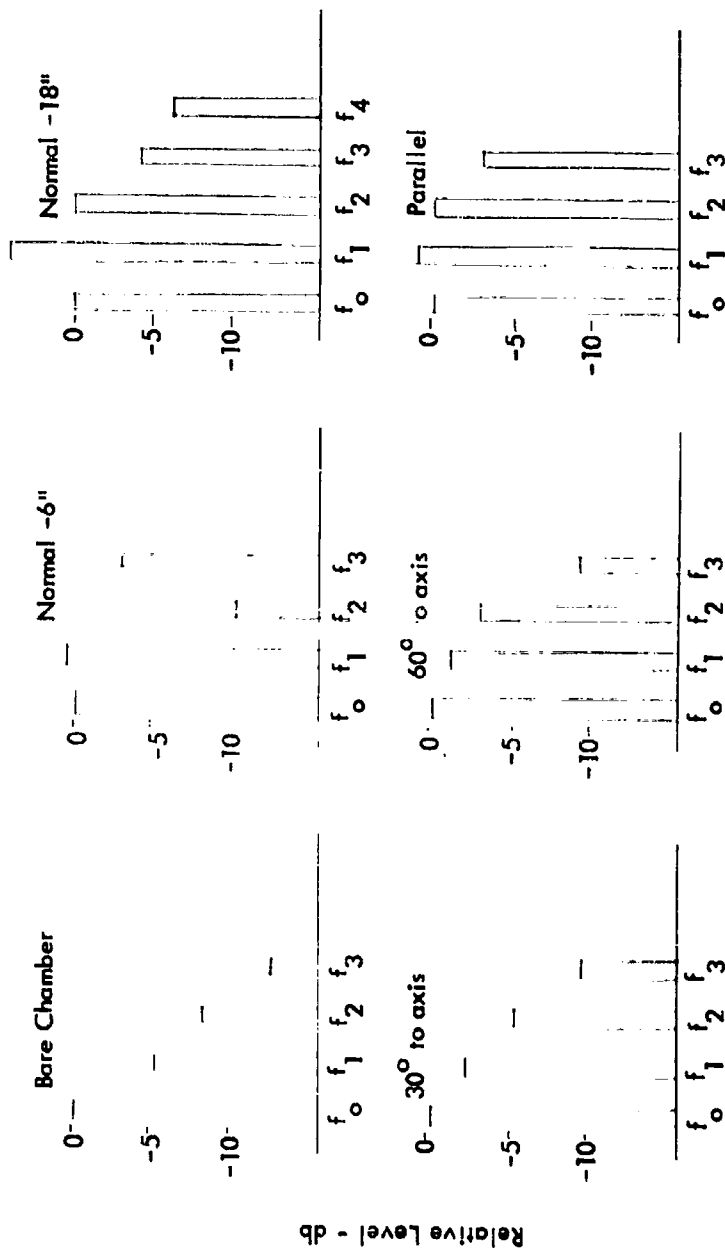 Relative Level - db
Bare Chamber
0-
-5-
-10-
f0 f1 f2 f3
Normal -6"
0-
-5-
-10
f0 f1 f2 f3
Normal -18"
0-
-5-
-10-
f0 f1 f2 f3 f4
30° to axis
0-
-5-
-10-
f0 f1 f2 f3
60° to axis
0-
-5-
-10-
f0 f1 f2 f3
Parallel
0-
-5-
-10-
f0 f1 f2 f3